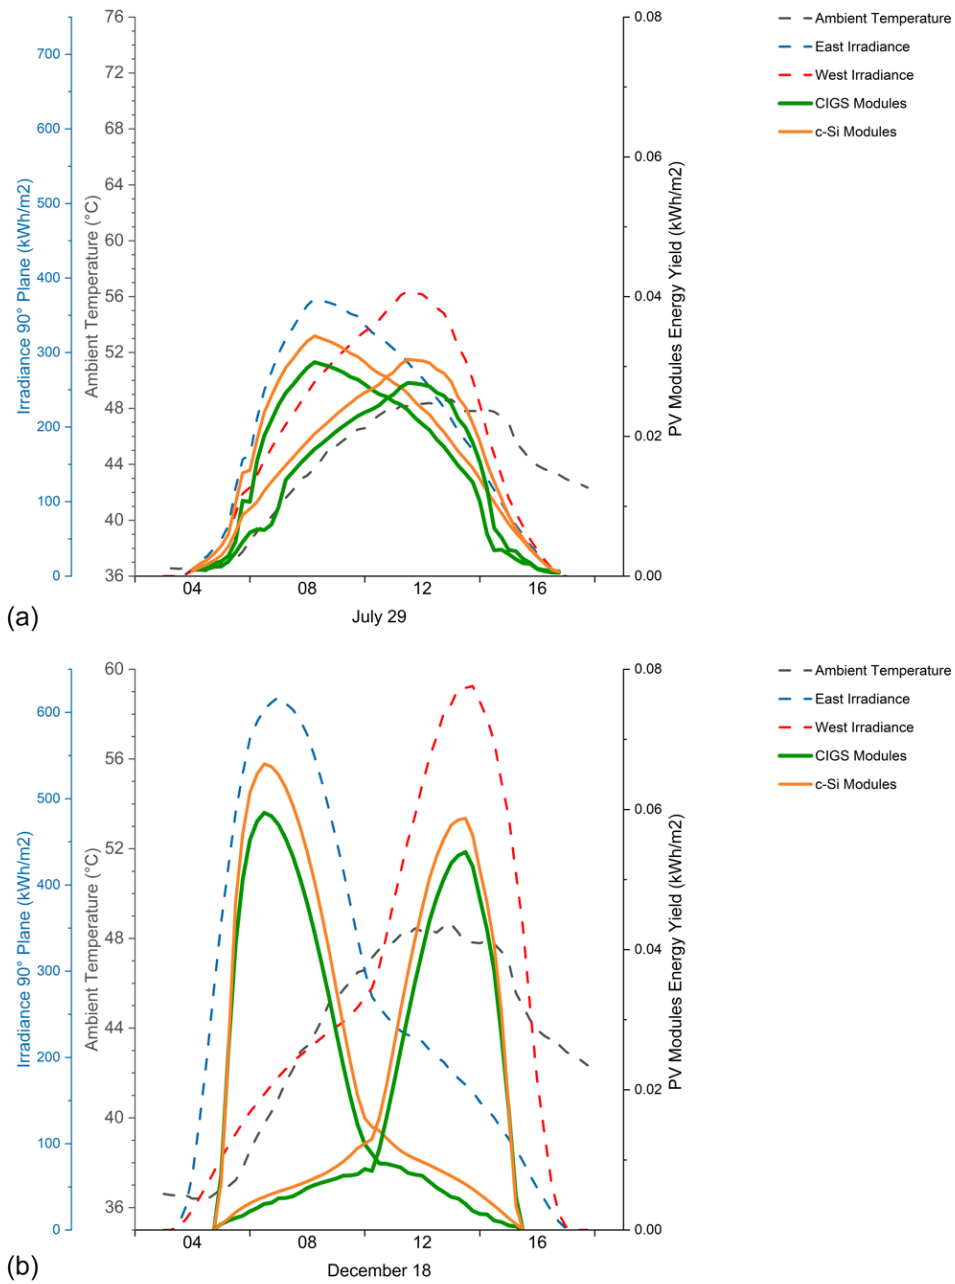 (a)
Irradiance 90° Plane (kWh/m2)
700
600
500
400
300
200
100
0
Ambient Temperature (°C)
76
72
68
64
60
56
52
48
44
40
36
04
08
12
16
July 29
0.08
0.06
0.04
0.02
0.00
PV Modules Energy Yield (kWh/m2)
Ambient Temperature
East Irradiance
West Irradiance
CIGS Modules
c-Si Modules
(b)
Irradiance 90° Plane (kWh/m2)
600
500
400
300
200
100
0
Ambient Temperature (°C)
60
56
52
48
44
40
36
04
08
12
16
December 18
0.08
0.06
0.04
0.02
0.00
PV Modules Energy Yield (kWh/m2)
Ambient Temperature
East Irradiance
West Irradiance
CIGS Modules
c-Si Modules